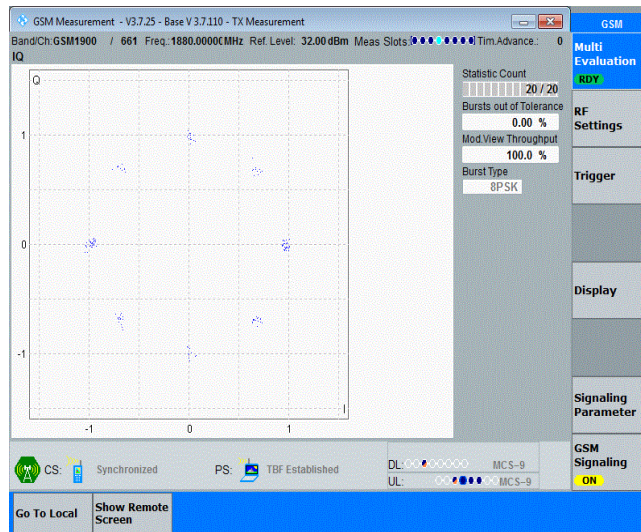 GSM Measurement - V3.7.25 - Base V 3.7.110 - TX Measurement
GSM
Band/Ch:GSM1900 / 661 Freq.:1880.0000CMHz Ref. Level: 32.00 dBm Meas Slots: Tim.Advance.: 0
IQ
Multi
Evaluation
RDY
Q
Statistic Count
20 / 20
Bursts out of Tolerance
0.00 %
Mod.View Throughput
100.0 %
Burst Type
8PSK
RF
Settings
Trigger
Display
Signaling
Parameter
GSM
Signaling
ON
1
0
-1
I
-1 0 1
CS: Synchronized PS: TBF Established
DL: MCS-9
UL: MCS-9
Go To Local
Show Remote
Screen